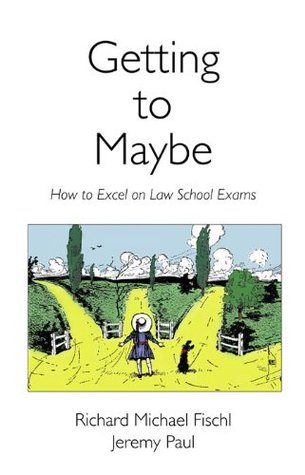 Getting
to
Maybe
How to Excel on Law School Exams
Richard Michael Fischl
Jeremy Paul